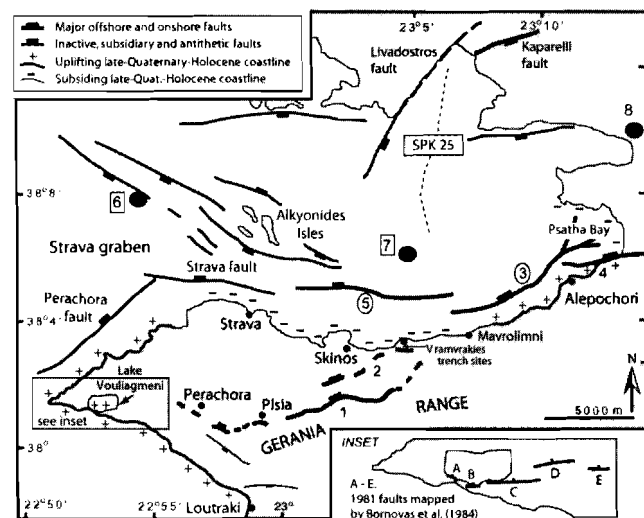 Major offshore and onshore faults
Inactive, subsidiary and antithetic faults
Uplifting late-Quaternary-Holocene coastline
Subsiding late-Quat.-Holocene coastline
23°5'
23°10'
Livadostros
fault
Kaparelli
fault
8
SPK 25
38°8'
6
Alkyonides
Isles
7
Psatha Bay
Strava graben
Strava fault
3
4
5
Perachora
fault
Alepochori
38°4'
Strava
Mavrolimni
Skinos
Vramvrakies
trench sites
N
2
Lake
Vouliagmeni
Perachora
Pisia
1
RANGE
5000 m
see inset
GERANIA
38°
INSET
A
B
C
D
E
A - E.
1981 faults mapped
by Bornovas et al. (1984)
Loutraki
22°50'
22°55'
23°